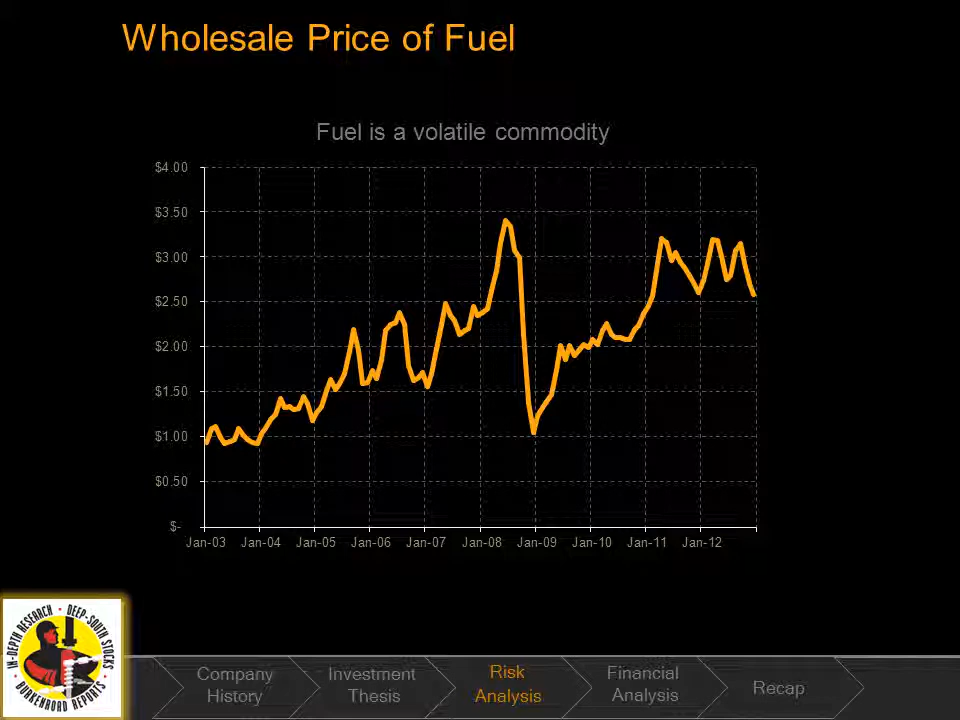 Wholesale Price of Fuel
Fuel is a volatile commodity
$4.00
$3.50
$3.00
$2.50
$2.00
$1.50
$1.00
$0.50
$-
Jan-03 Jan-04 Jan-05 Jan-06 Jan-07 Jan-08 Jan-09 Jan-10 Jan-11 Jan-12
IN-DEPTH RESEARCH • DEEP-SOUTH STOCKS
BURKENROAD REPORTS
Company
History
Investment
Thesis
Risk
Analysis
Financial
Analysis
Recap